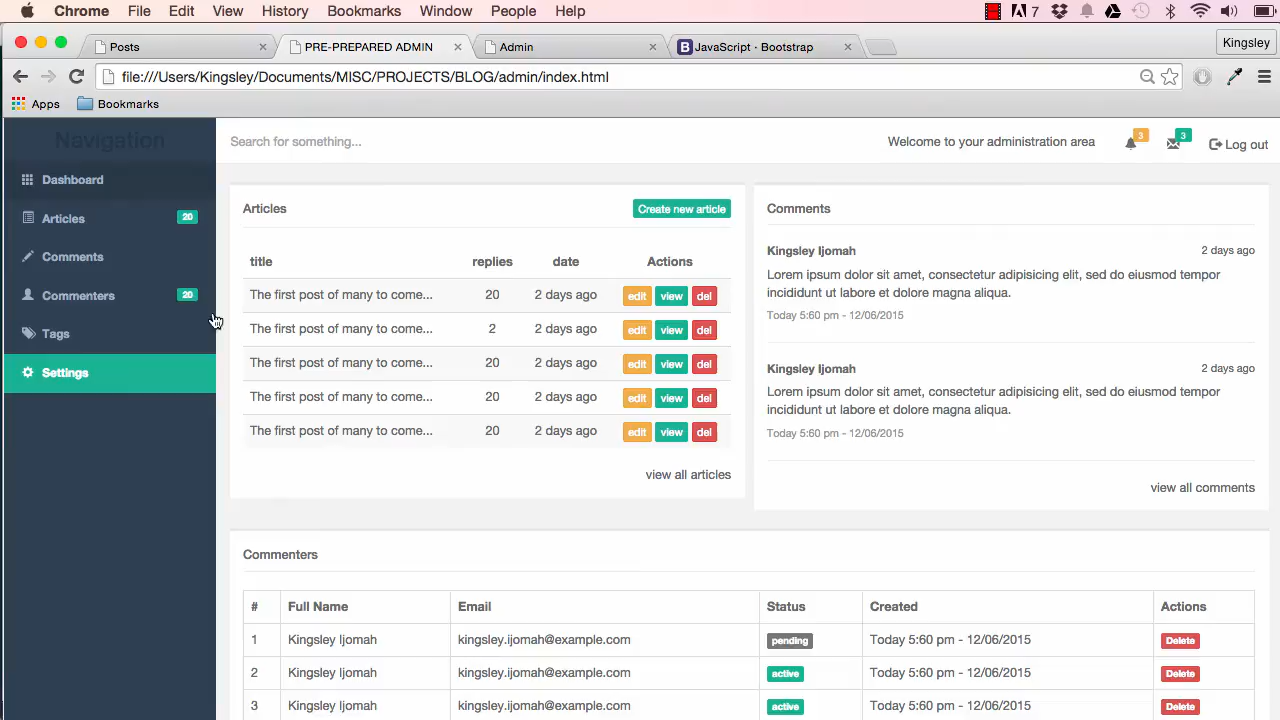 Chrome File Edit View History Bookmarks Window People Help 7
Posts PRE-PREPARED ADMIN Admin B JavaScript · Bootstrap Kingsley
file:///Users/Kingsley/Documents/MISC/PROJECTS/BLOG/admin/index.html
Apps Bookmarks
Navigation
Dashboard
Articles 20
Comments
Commenters 20
Tags
Settings
Search for something... Welcome to your administration area 3 3 Log out
Articles Create new article
title replies date Actions
The first post of many to come... 20 2 days ago edit view del
The first post of many to come... 2 2 days ago edit view del
The first post of many to come... 20 2 days ago edit view del
The first post of many to come... 20 2 days ago edit view del
The first post of many to come... 20 2 days ago edit view del
view all articles
Comments
Kingsley Ijomah 2 days ago
Lorem ipsum dolor sit amet, consectetur adipisicing elit, sed do eiusmod tempor
incididunt ut labore et dolore magna aliqua.
Today 5:60 pm - 12/06/2015
Kingsley Ijomah 2 days ago
Lorem ipsum dolor sit amet, consectetur adipisicing elit, sed do eiusmod tempor
incididunt ut labore et dolore magna aliqua.
Today 5:60 pm - 12/06/2015
view all comments
Commenters
# Full Name Email Status Created Actions
1 Kingsley Ijomah kingsley.ijomah@example.com pending Today 5:60 pm - 12/06/2015 Delete
2 Kingsley Ijomah kingsley.ijomah@example.com active Today 5:60 pm - 12/06/2015 Delete
3 Kingsley Ijomah kingsley.ijomah@example.com active Today 5:60 pm - 12/06/2015 Delete